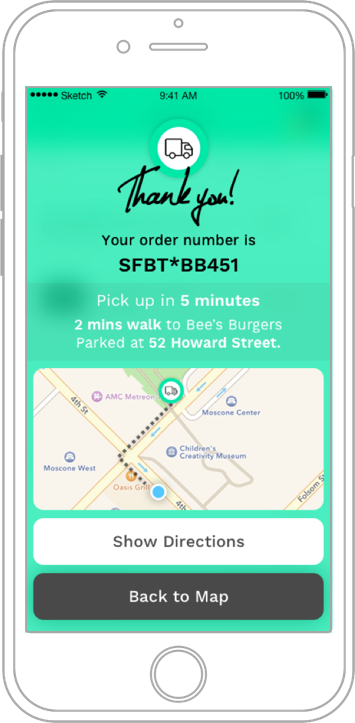 Sketch 9:41 AM 100%
Thank you!
Your order number is
SFBT*BB451
Pick up in 5 minutes
2 mins walk to Bee's Burgers
Parked at 52 Howard Street.
4th St
AMC Metreon
Moscone Center
Children's
Creativity Museum
Moscone West
Oasis Grill
4th St
Folsom S
Show Directions
Back to Map